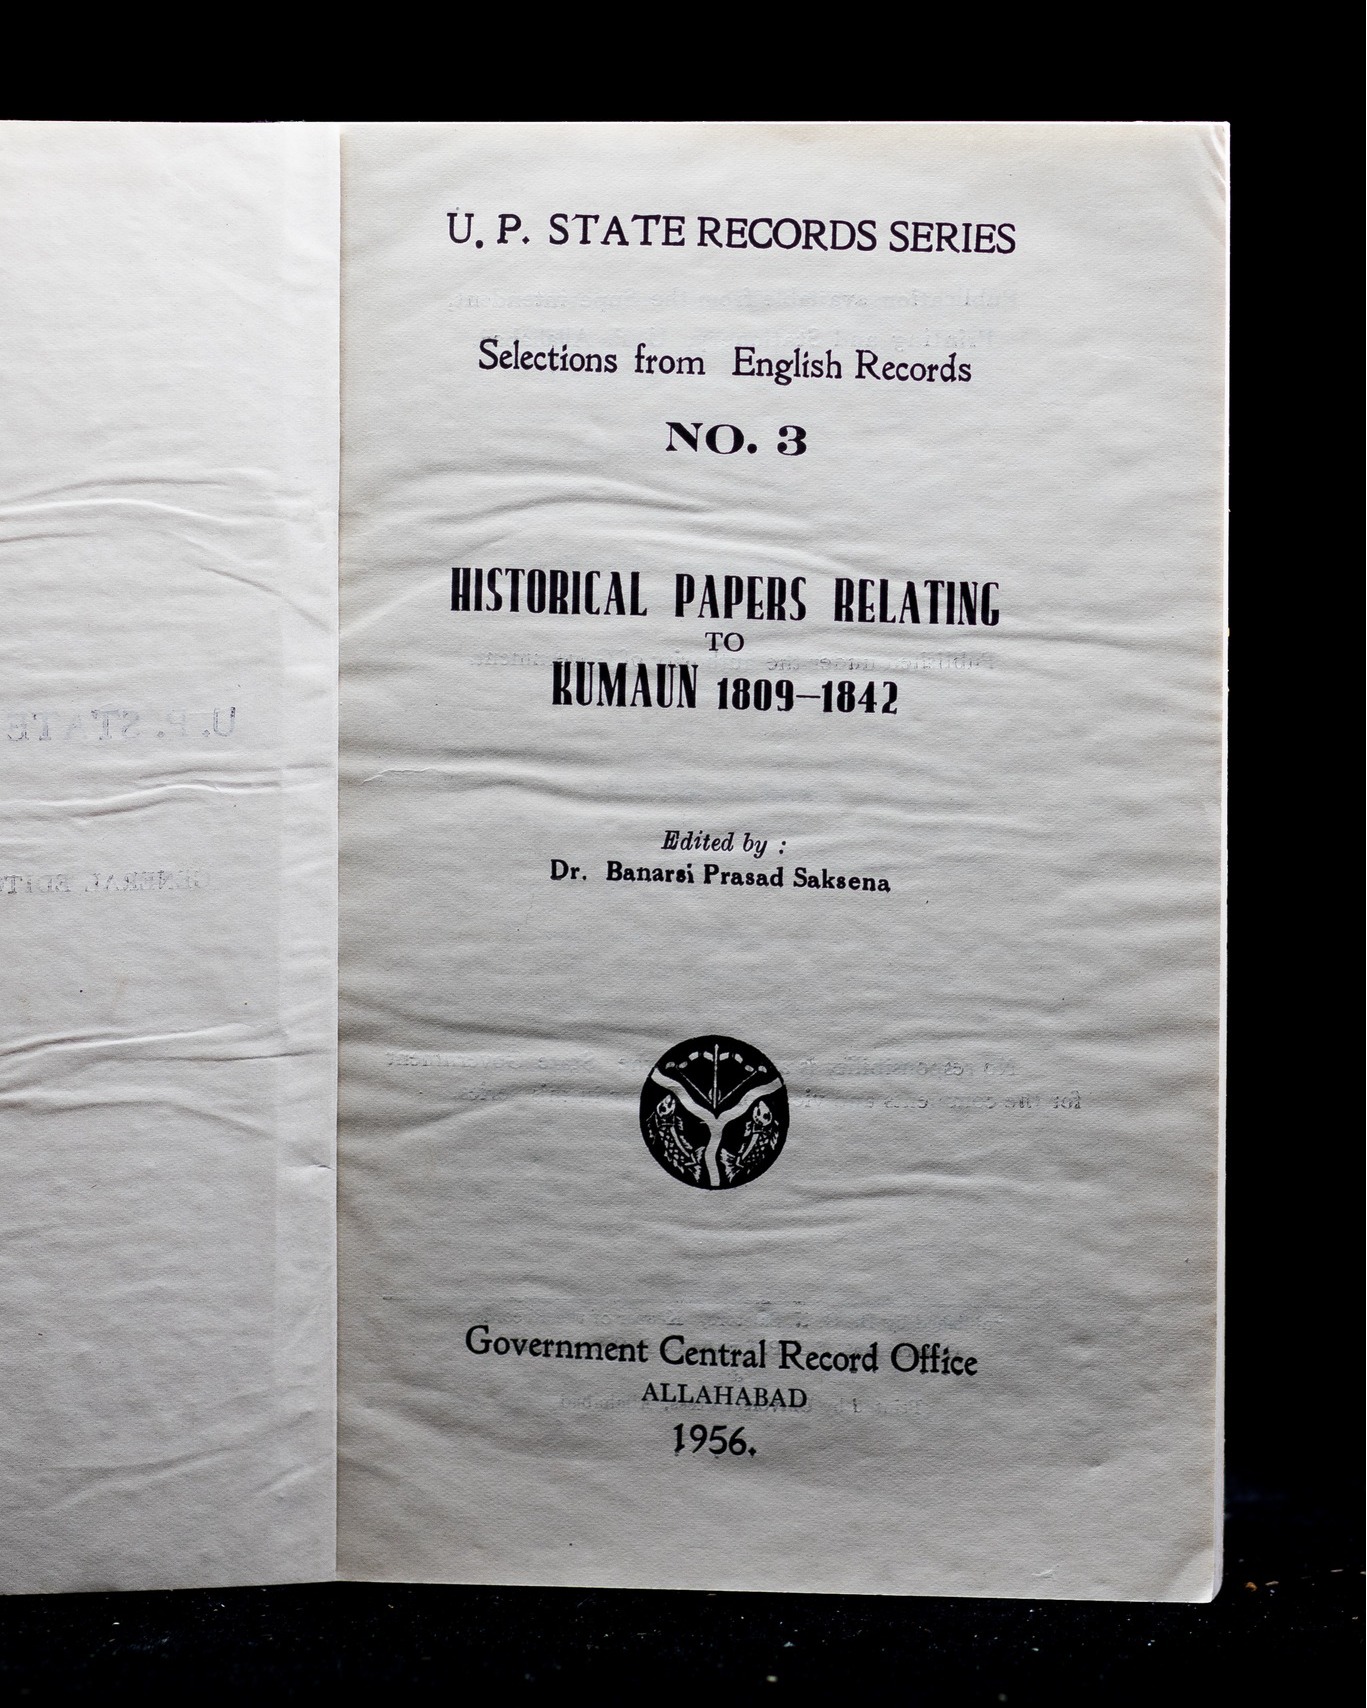 U. P. STATE RECORDS SERIES
Selections from English Records
NO. 3
HISTORICAL PAPERS RELATING
TO
KUMAUN 1809–1842
Edited by :
Dr. Banarsi Prasad Saksena
Government Central Record Office
ALLAHABAD
1956.